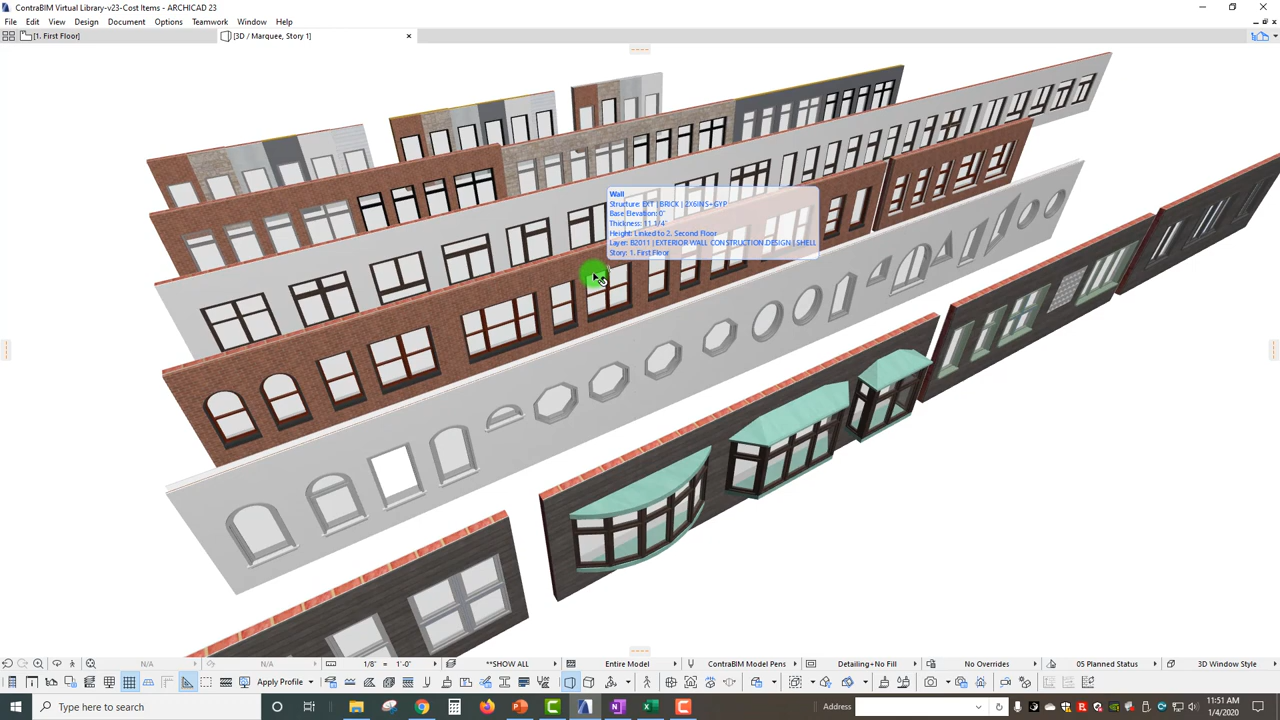 ContraBIM Virtual Library-v23-Cost Items - ARCHICAD 23
File Edit View Design Document Options Teamwork Window Help
[1. First Floor] [3D / Marquee, Story 1]
Wall
Structure: EXT | BRICK | 2X6INS+GYP
Base Elevation: 0"
Thickness: 11 1/4"
Height: Linked to 2. Second Floor
Layer: B2011 | EXTERIOR WALL CONSTRUCTION.DESIGN | SHELL
Story: 1. First Floor
N/A N/A 1/8" = 1'-0" **SHOW ALL Entire Model ContraBIM Model Pens Detailing+No Fill No Overrides 05 Planned Status 3D Window Style
Apply Profile
Type here to search
Address
11:51 AM
1/4/2020